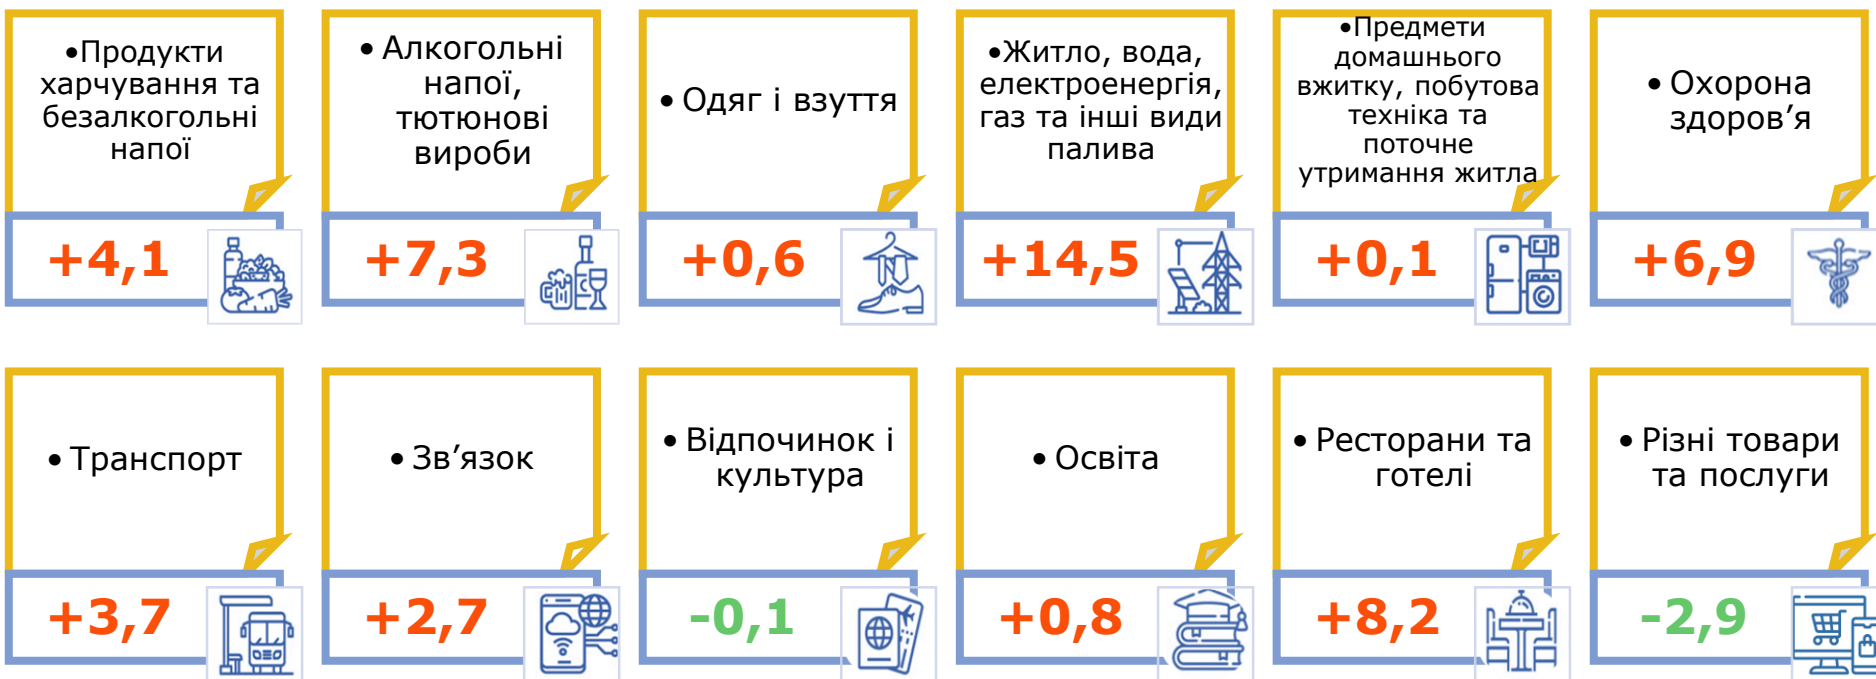 •Продукти
харчування та
безалкогольні
напої
+4,1
• Алкогольні
напої,
тютюнові
вироби
+7,3
• Одяг і взуття
+0,6
•Житло, вода,
електроенергія,
газ та інші види
палива
+14,5
•Предмети
домашнього
вжитку, побутова
техніка та
поточне
утримання житла
+0,1
• Охорона
здоров’я
+6,9
• Транспорт
+3,7
• Зв’язок
+2,7
• Відпочинок і
культура
-0,1
• Освіта
+0,8
• Ресторани та
готелі
+8,2
• Різні товари
та послуги
-2,9